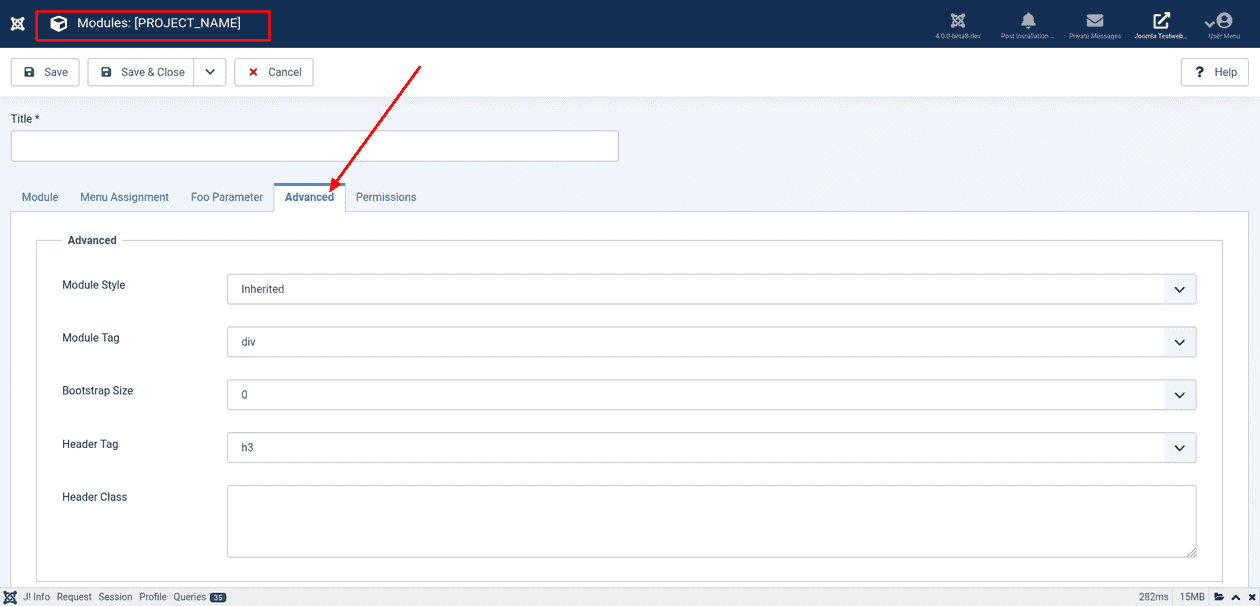 Modules: [PROJECT_NAME]
4.0.0-beta8-dev
Post Installation ...
Private Messages
Joomla Testweb...
User Menu
Save
Save & Close
Cancel
? Help
Title *
Module Menu Assignment Foo Parameter Advanced Permissions
Advanced
Module Style
Inherited
Module Tag
div
Bootstrap Size
0
Header Tag
h3
Header Class
J! Info Request Session Profile Queries 35 282ms 15MB